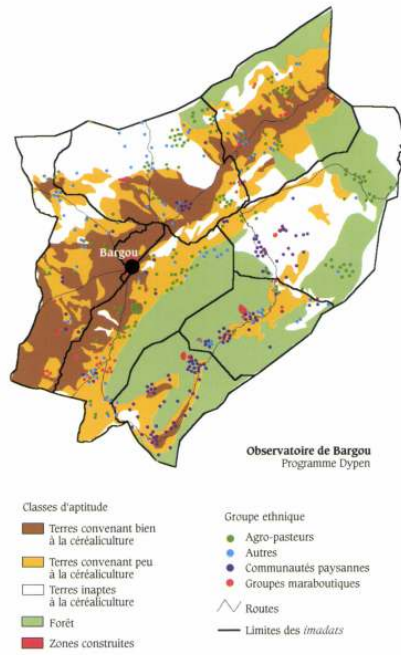 Bargou
Observatoire de Bargou
Programme Dypen
Classes d'aptitude
Terres convenant bien
à la céréaliculture
Terres convenant peu
à la céréaliculture
Terres inaptes
à la céréaliculture
Forêt
Zones construites
Groupe ethnique
Agro-pasteurs
Autres
Communautés paysannes
Groupes maraboutiques
Routes
Limites des imadats